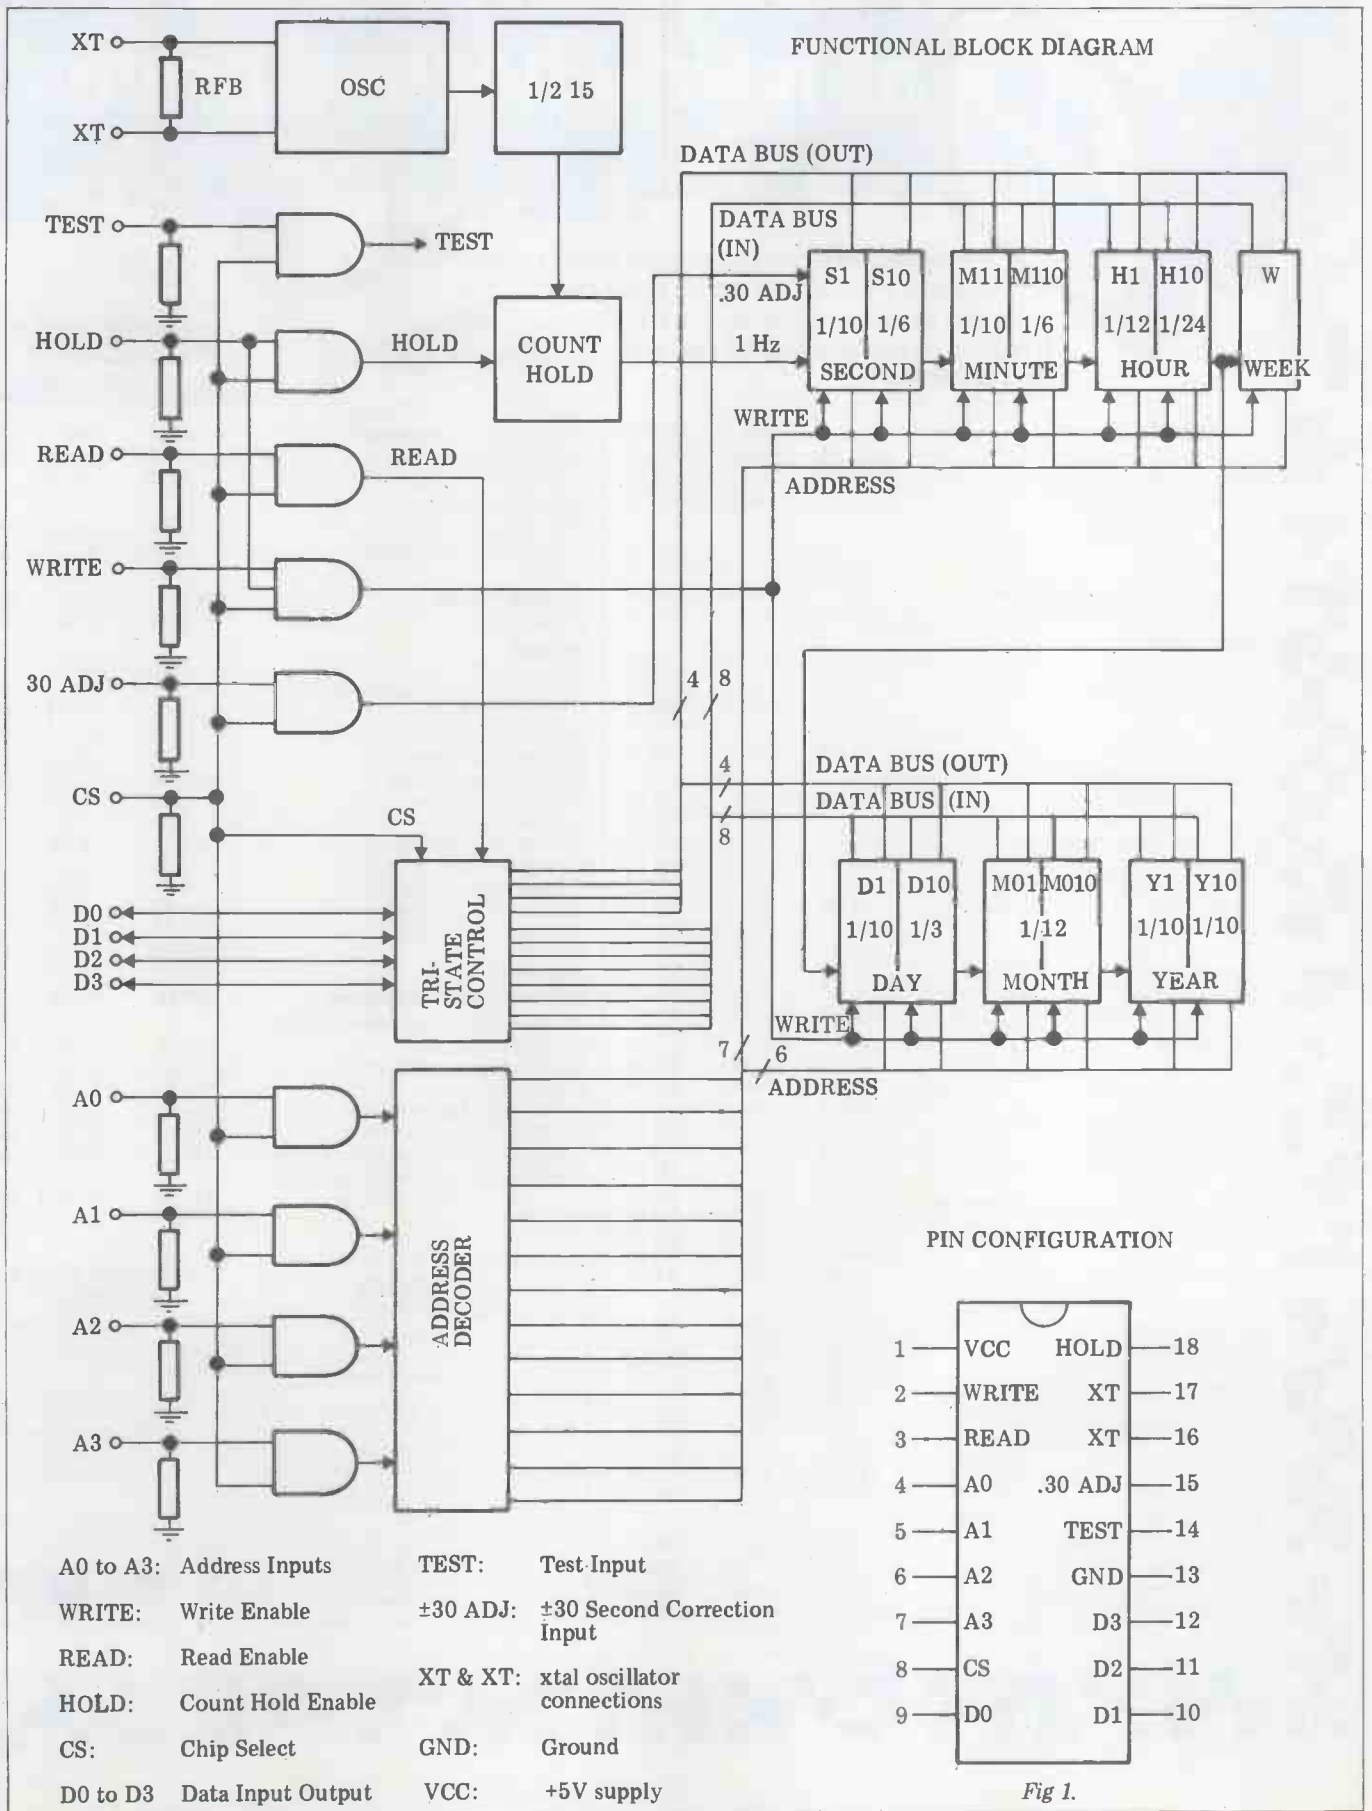 FUNCTIONAL BLOCK DIAGRAM
XT
RFB
OSC
1/2 15
XT
DATA BUS (OUT)
TEST
TEST
DATA BUS
(IN)
.30 ADJ
1 Hz
HOLD
HOLD
COUNT
HOLD
S1 S10
1/10 1/6
SECOND
M11 M110
1/10 1/6
MINUTE
H1 H10
1/12 1/24
HOUR
W
WEEK
WRITE
ADDRESS
READ
READ
WRITE
30 ADJ
4 8
CS
CS
4
DATA BUS (OUT)
DATA BUS (IN)
8
D0
D1
D2
D3
TRI-
STATE
CONTROL
D1 D10
1/10 1/3
DAY
M01 M010
1/12
MONTH
Y1 Y10
1/10 1/10
YEAR
WRITE
7 6
ADDRESS
A0
A1
A2
A3
ADDRESS
DECODER
PIN CONFIGURATION
1 VCC HOLD 18
2 WRITE XT 17
3 READ XT 16
4 A0 .30 ADJ 15
5 A1 TEST 14
6 A2 GND 13
7 A3 D3 12
8 CS D2 11
9 D0 D1 10
Fig 1.
A0 to A3: Address Inputs
WRITE: Write Enable
READ: Read Enable
HOLD: Count Hold Enable
CS: Chip Select
D0 to D3 Data Input Output
TEST: Test Input
±30 ADJ: ±30 Second Correction
Input
XT & XT: xtal oscillator
connections
GND: Ground
VCC: +5V supply